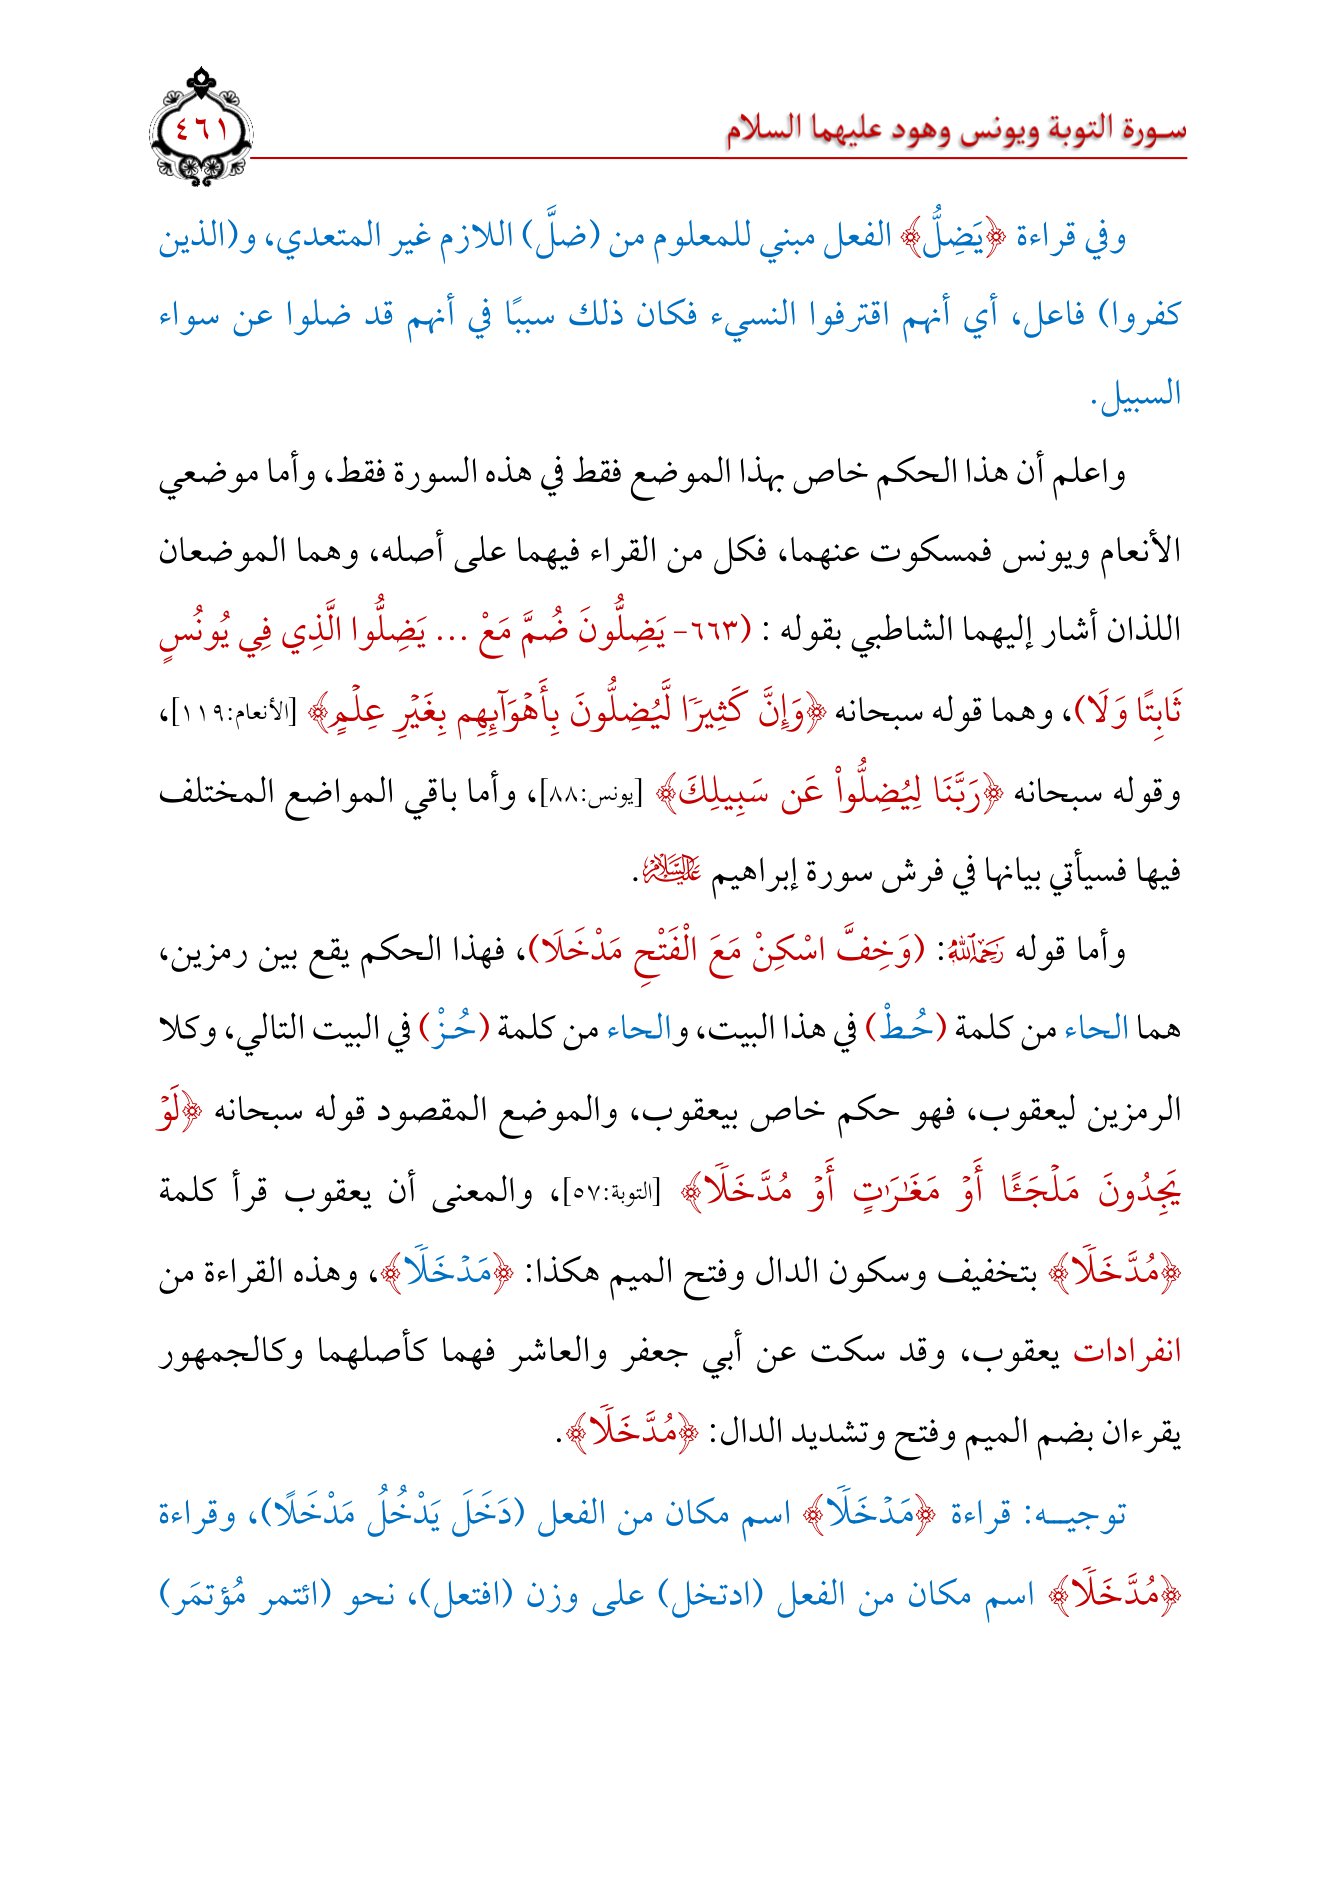 سورة التوبة ويونس وهود عليهما السلام
٤٦١
وفي قراءة ﴿يَضِلُّ﴾ الفعل مبني للمعلوم من (ضلَّ) اللازم غير المتعدي، و(الذين
كفروا) فاعل، أي أنهم اقترفوا النسيء فكان ذلك سببًا في أنهم قد ضلوا عن سواء
السبيل.
واعلم أن هذا الحكم خاص بهذا الموضع فقط في هذه السورة فقط، وأما موضعي
الأنعام ويونس فمسكوت عنهما، فكل من القراء فيهما على أصله، وهما الموضعان
اللذان أشار إليهما الشاطبي بقوله : (٦٦٣- يَضِلُّونَ ضُمَّ مَعْ ... يَضِلُّوا الَّذِي فِي يُونُسٍ
ثَابِتًا وَلَا)، وهما قوله سبحانه ﴿وَإِنَّ كَثِيرٗا لَّيُضِلُّونَ بِأَهۡوَآئِهِم بِغَيۡرِ عِلۡمٍ﴾ [الأنعام:١١٩]،
وقوله سبحانه ﴿رَبَّنَا لِيُضِلُّواْ عَن سَبِيلِكَ﴾ [يونس:٨٨]، وأما باقي المواضع المختلف
فيها فسيأتي بيانها في فرش سورة إبراهيم عليه السلام.
وأما قوله رحمه الله: (وَخِفَّ اسْكِنْ مَعَ الْفَتْحِ مَدْخَلَا)، فهذا الحكم يقع بين رمزين،
هما الحاء من كلمة (حُطْ) في هذا البيت، والحاء من كلمة (حُزْ) في البيت التالي، وكلا
الرمزين ليعقوب، فهو حكم خاص بيعقوب، والموضع المقصود قوله سبحانه ﴿لَوۡ
يَجِدُونَ مَلۡجَـًٔا أَوۡ مَغَٰرَٰتٍ أَوۡ مُدَّخَلٗا﴾ [التوبة:٥٧]، والمعنى أن يعقوب قرأ كلمة
﴿مُدَّخَلٗا﴾ بتخفيف وسكون الدال وفتح الميم هكذا: ﴿مَدۡخَلٗا﴾، وهذه القراءة من
انفرادات يعقوب، وقد سكت عن أبي جعفر والعاشر فهما كأصلهما وكالجمهور
يقرءان بضم الميم وفتح وتشديد الدال: ﴿مُدَّخَلٗا﴾.
توجيـــه: قراءة ﴿مَدۡخَلٗا﴾ اسم مكان من الفعل (دَخَلَ يَدْخُلُ مَدْخَلًا)، وقراءة
﴿مُدَّخَلٗا﴾ اسم مكان من الفعل (ادتخل) على وزن (افتعل)، نحو (ائتمر مُؤتمَر)